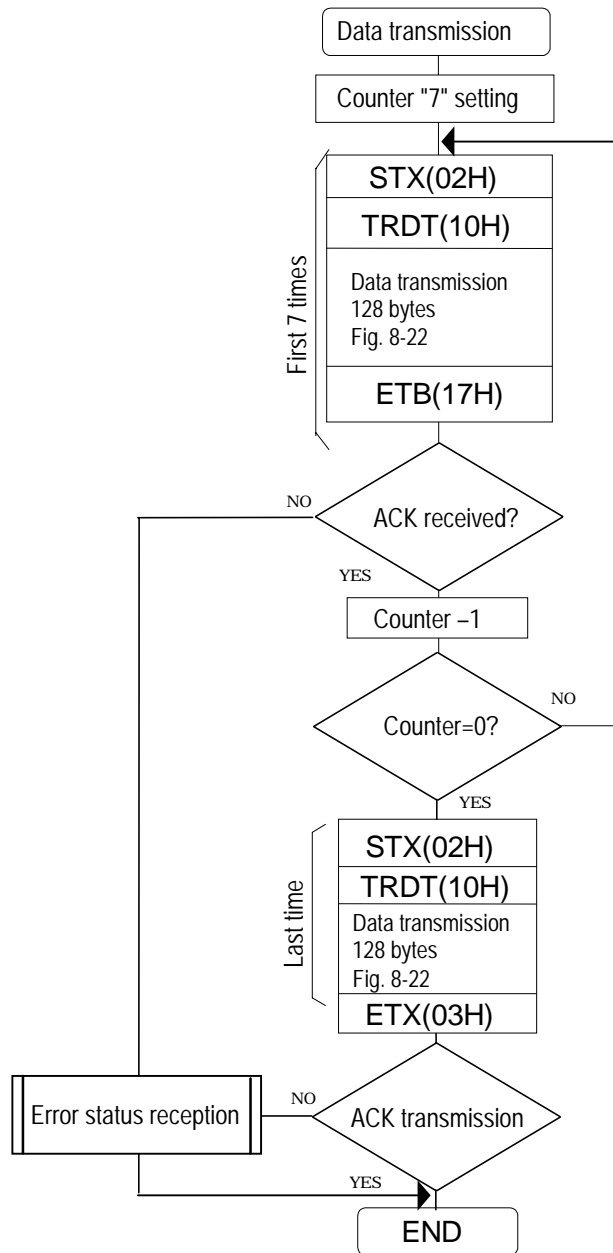 Data transmission
Counter "7" setting
First 7 times
STX(02H)
TRDT(10H)
Data transmission
128 bytes
Fig. 8-22
ETB(17H)
NO
ACK received?
YES
Counter –1
Counter=0?
NO
YES
Last time
STX(02H)
TRDT(10H)
Data transmission
128 bytes
Fig. 8-22
ETX(03H)
Error status reception
NO
ACK transmission
YES
END